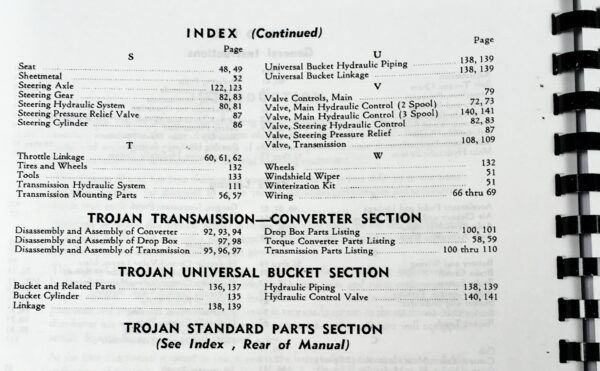 INDEX (Continued)
Page
S
Seat 48, 49
Sheetmetal 52
Steering Axle 122, 123
Steering Gear 82, 83
Steering Hydraulic System 80, 81
Steering Pressure Relief Valve 87
Steering Cylinder 86
T
Throttle Linkage 60, 61, 62
Tires and Wheels 132
Tools 133
Transmission Hydraulic System 111
Transmission Mounting Parts 56, 57
Page
U
Universal Bucket Hydraulic Piping 138, 139
Universal Bucket Linkage 138, 139
V
Valve Controls, Main 79
Valve, Main Hydraulic Control (2 Spool) 72, 73
Valve, Main Hydraulic Control (3 Spool) 140, 141
Valve, Steering Hydraulic Control 82, 83
Valve, Steering Pressure Relief 87
Valve, Transmission 108, 109
W
Wheels 132
Windshield Wiper 51
Winterization Kit 51
Wiring 66 thru 69
TROJAN TRANSMISSION—CONVERTER SECTION
Disassembly and Assembly of Converter 92, 93, 94
Disassembly and Assembly of Drop Box 97, 98
Disassembly and Assembly of Transmission 95, 96, 97
Drop Box Parts Listing 100, 101
Torque Converter Parts Listing 58, 59
Transmission Parts Listing 100 thru 110
TROJAN UNIVERSAL BUCKET SECTION
Bucket and Related Parts 136, 137
Bucket Cylinder 135
Linkage 138, 139
Hydraulic Piping 138, 139
Hydraulic Control Valve 140, 141
TROJAN STANDARD PARTS SECTION
(See Index , Rear of Manual)